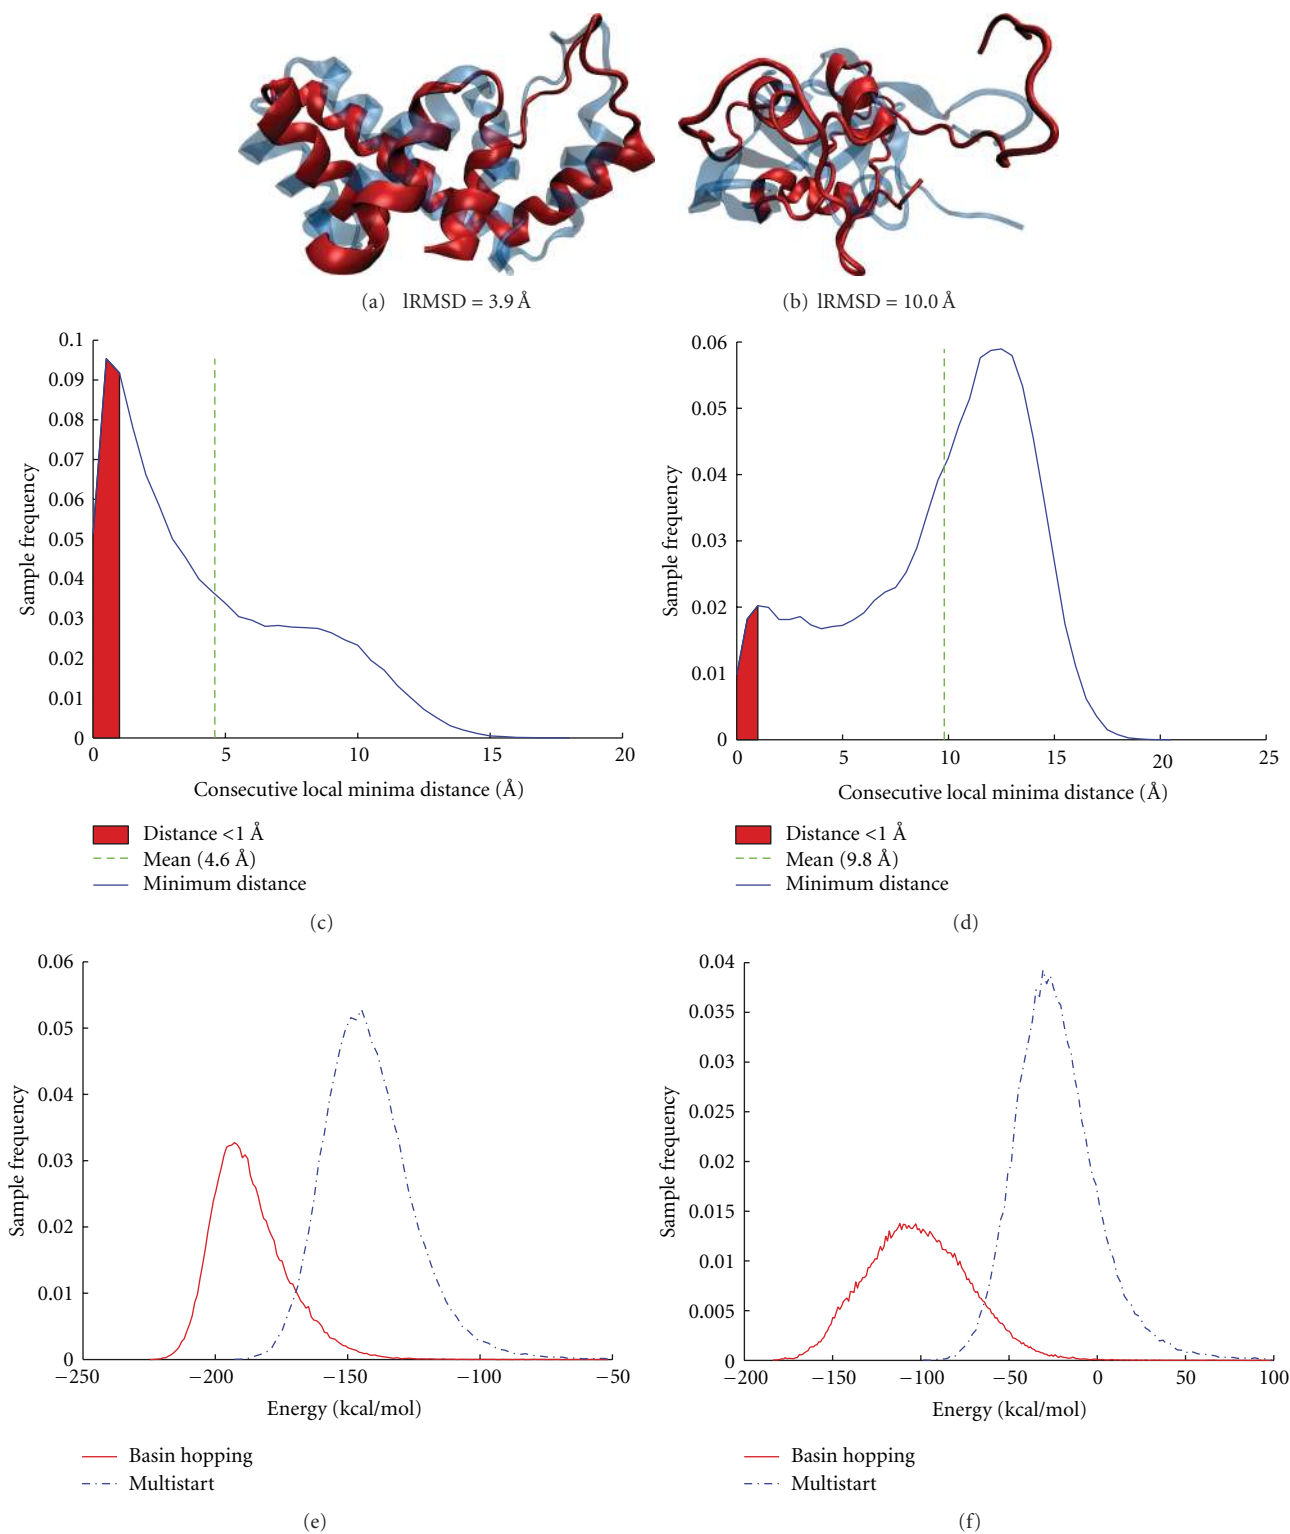 (a) lRMSD = 3.9 Å
(b) lRMSD = 10.0 Å
0.1
0.09
0.08
0.07
0.06
0.05
0.04
0.03
0.02
0.01
0
Sample frequency
0 5 10 15 20
Consecutive local minima distance (Å)
Distance <1 Å
Mean (4.6 Å)
Minimum distance
(c)
0.06
0.05
0.04
0.03
0.02
0.01
0
Sample frequency
0 5 10 15 20 25
Consecutive local minima distance (Å)
Distance <1 Å
Mean (9.8 Å)
Minimum distance
(d)
0.06
0.05
0.04
0.03
0.02
0.01
0
Sample frequency
−250 −200 −150 −100 −50
Energy (kcal/mol)
Basin hopping
Multistart
(e)
0.04
0.035
0.03
0.025
0.02
0.015
0.01
0.005
0
Sample frequency
−200 −150 −100 −50 0 50 100
Energy (kcal/mol)
Basin hopping
Multistart
(f)